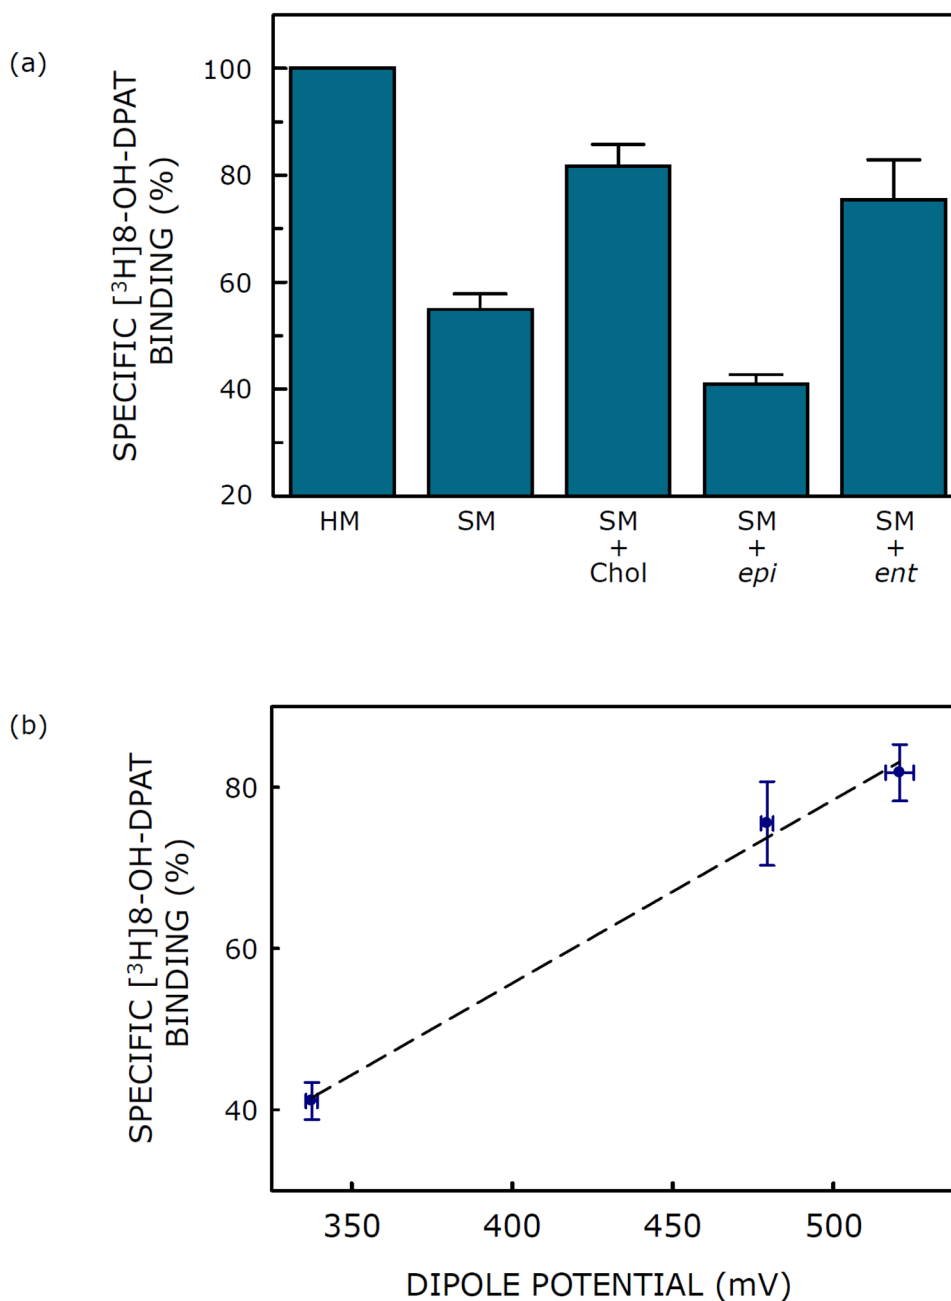 (a)
SPECIFIC [³H]8-OH-DPAT
BINDING (%)
100
80
60
40
20
HM
SM
SM
+
Chol
SM
+
epi
SM
+
ent
(b)
SPECIFIC [³H]8-OH-DPAT
BINDING (%)
80
60
40
350
400
450
500
DIPOLE POTENTIAL (mV)